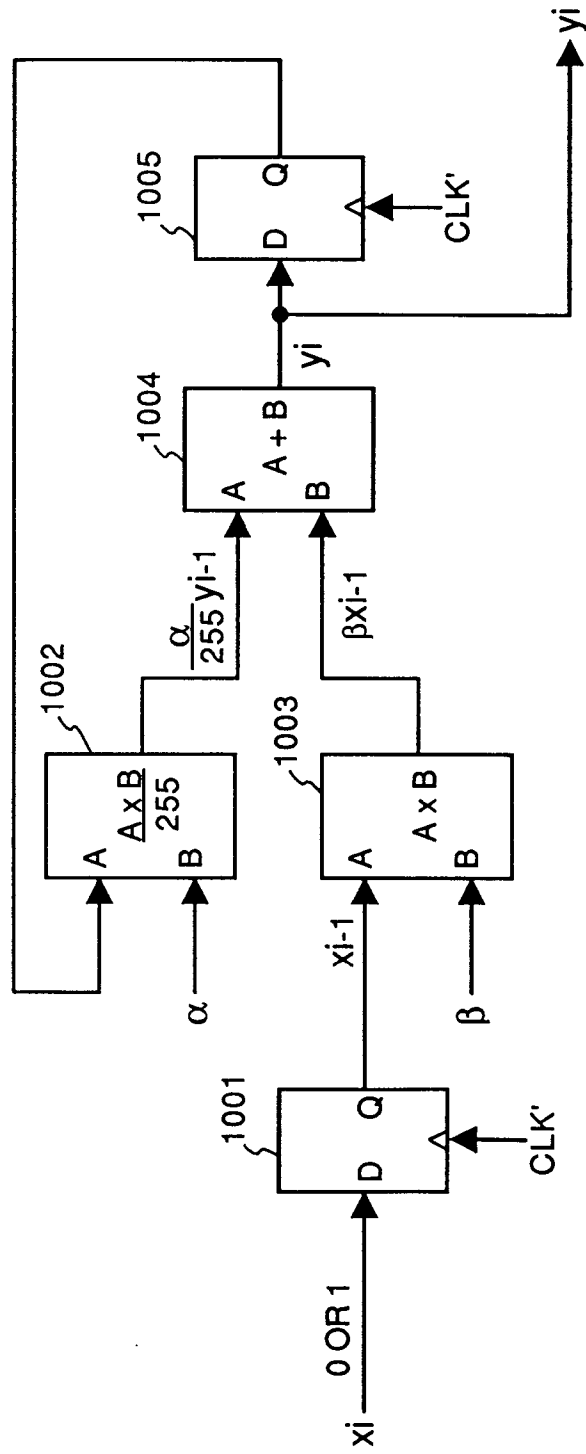 xi
0 OR 1
1001
D
Q
CLK'
xi-1
α
β
1002
A
A x B
255
B
1003
A
A x B
B
α
255
yi-1
βxi-1
1004
A
A + B
B
yi
1005
D
Q
CLK'
yi